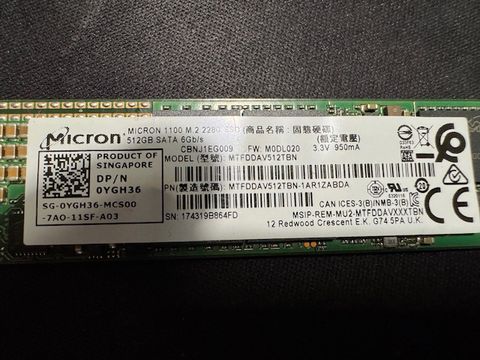 Micron
MICRON 1100 M.2 2280 SSD (商品名稱:固態硬碟)
512GB SATA 6Gb/s (額定電壓)
CBNJ1EG009 FW: M0DL020 3.3V 950mA
MODEL (型號): MTFDDAV512TBN
PRODUCT OF
SINGAPORE
DP/N
0YGH36
PN(製造號碼): MTFDDAV512TBN-1AR1ZABDA
SG-0YGH36-MCS00
-7AO-11SF-A03
SN: 174319B864FD
CAN ICES-3(B)/NMB-3(B)
MSIP-REM-MU2-MTFDDAVXXXTBN
12 Redwood Crescent E.K. G74 5PA U.K.